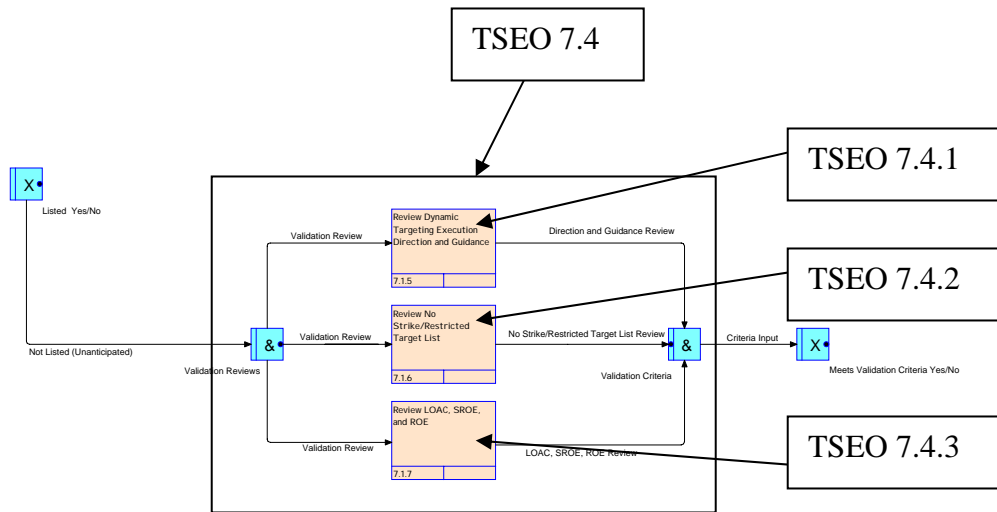 TSEO 7.4
TSEO 7.4.1
X
Listed Yes/No
Review Dynamic
Targeting Execution
Direction and Guidance
Validation Review
Direction and Guidance Review
7.1.5
TSEO 7.4.2
Review No
Strike/Restricted
Target List
Validation Review
No Strike/Restricted Target List Review
Criteria Input
&
&
X
Not Listed (Unanticipated)
Validation Reviews
7.1.6
Validation Criteria
Meets Validation Criteria Yes/No
Review LOAC, SROE,
and ROE
Validation Review
LOAC, SROE, ROE Review
7.1.7
TSEO 7.4.3